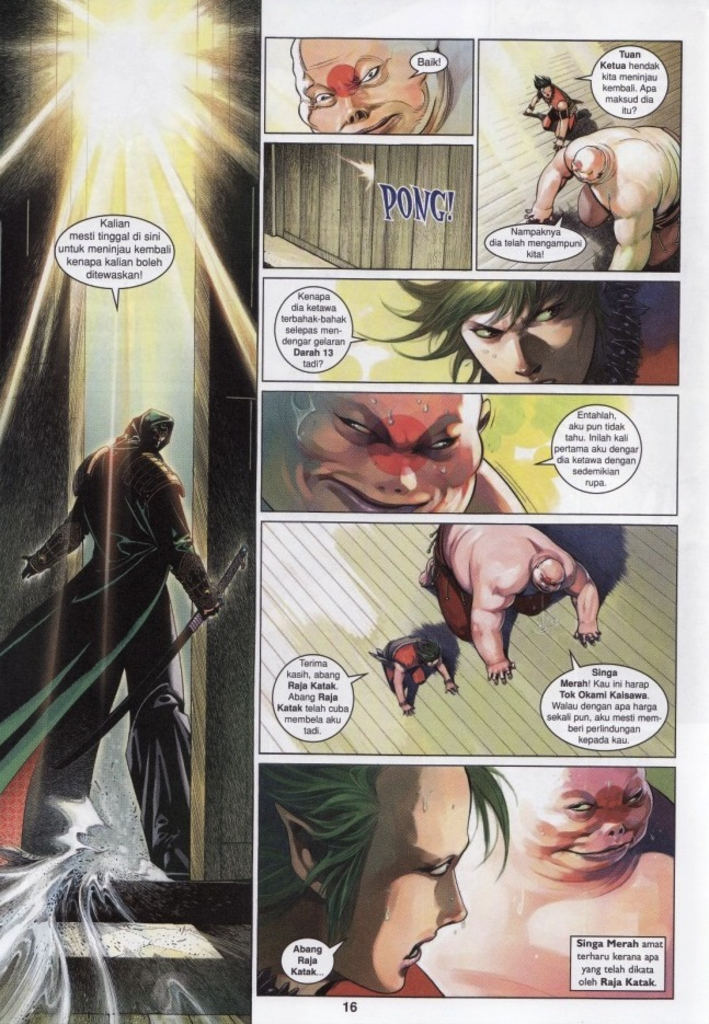 Kalian
mesti tinggal di sini
untuk meninjau kembali
kenapa kalian boleh
ditewaskan!
Baik!
Tuan
Ketua hendak
kita meninjau
kembali. Apa
maksud dia
itu?
PONG!
Nampaknya
dia telah mengampuni
kita!
Kenapa
dia ketawa
terbahak-bahak
selepas men-
dengar gelaran
Darah 13
tadi?
Entahlah,
aku pun tidak
tahu. Inilah kali
pertama aku dengar
dia ketawa dengan
sedemikian
rupa.
Terima
kasih, abang
Raja Katak.
Abang Raja
Katak telah cuba
membela aku
tadi.
Singa
Merah! Kau ini harap
Tok Okami Kaisawa.
Walau dengan apa harga
sekali pun, aku mesti mem-
beri perlindungan
kepada kau.
Abang
Raja
Katak...
Singa Merah amat
terharu kerana apa
yang telah dikata
oleh Raja Katak.
16